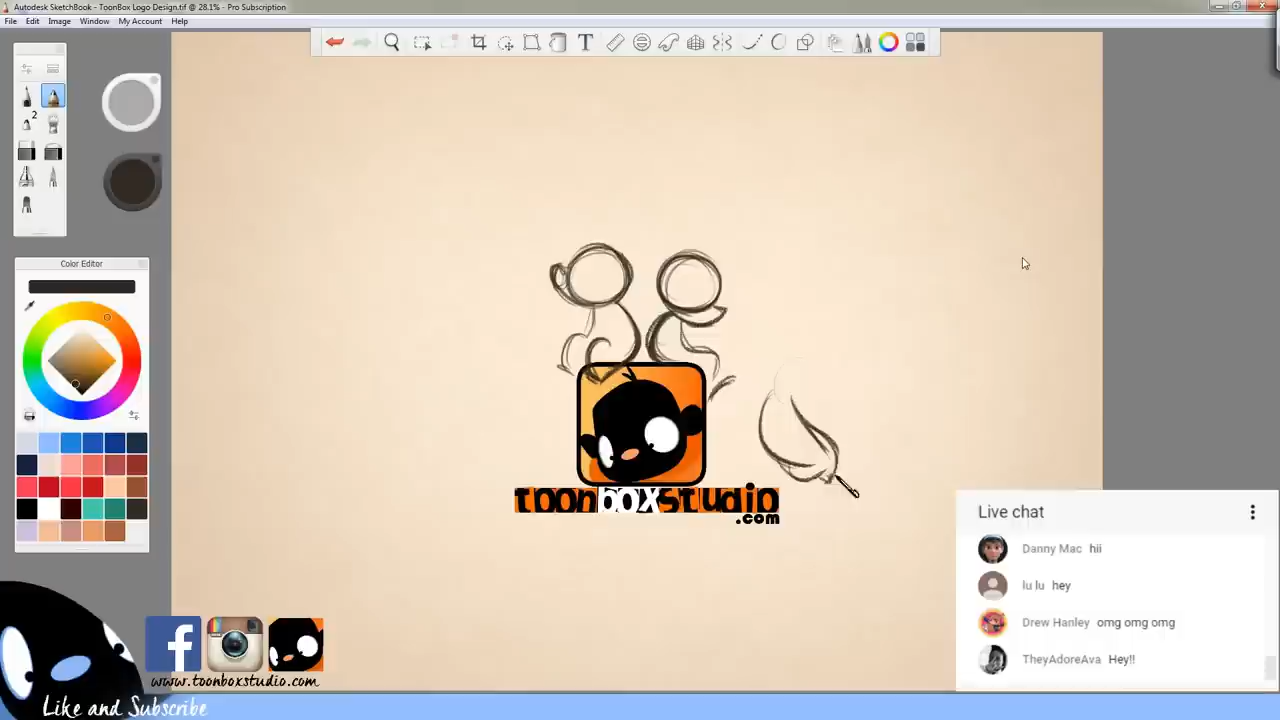 Autodesk SketchBook - ToonBox Logo Design.tif @ 28.1% - Pro Subscription
File Edit Image Window My Account Help
T
2
Color Editor
toonboxstudio
.com
Live chat
Danny Mac hii
lu lu hey
Drew Hanley omg omg omg
TheyAdoreAva Hey!!
f
www.toonboxstudio.com
Like and Subscribe